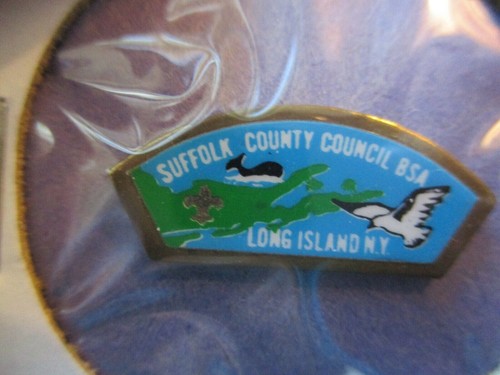 SUFFOLK COUNTY COUNCIL BSA
LONG ISLAND N.Y.